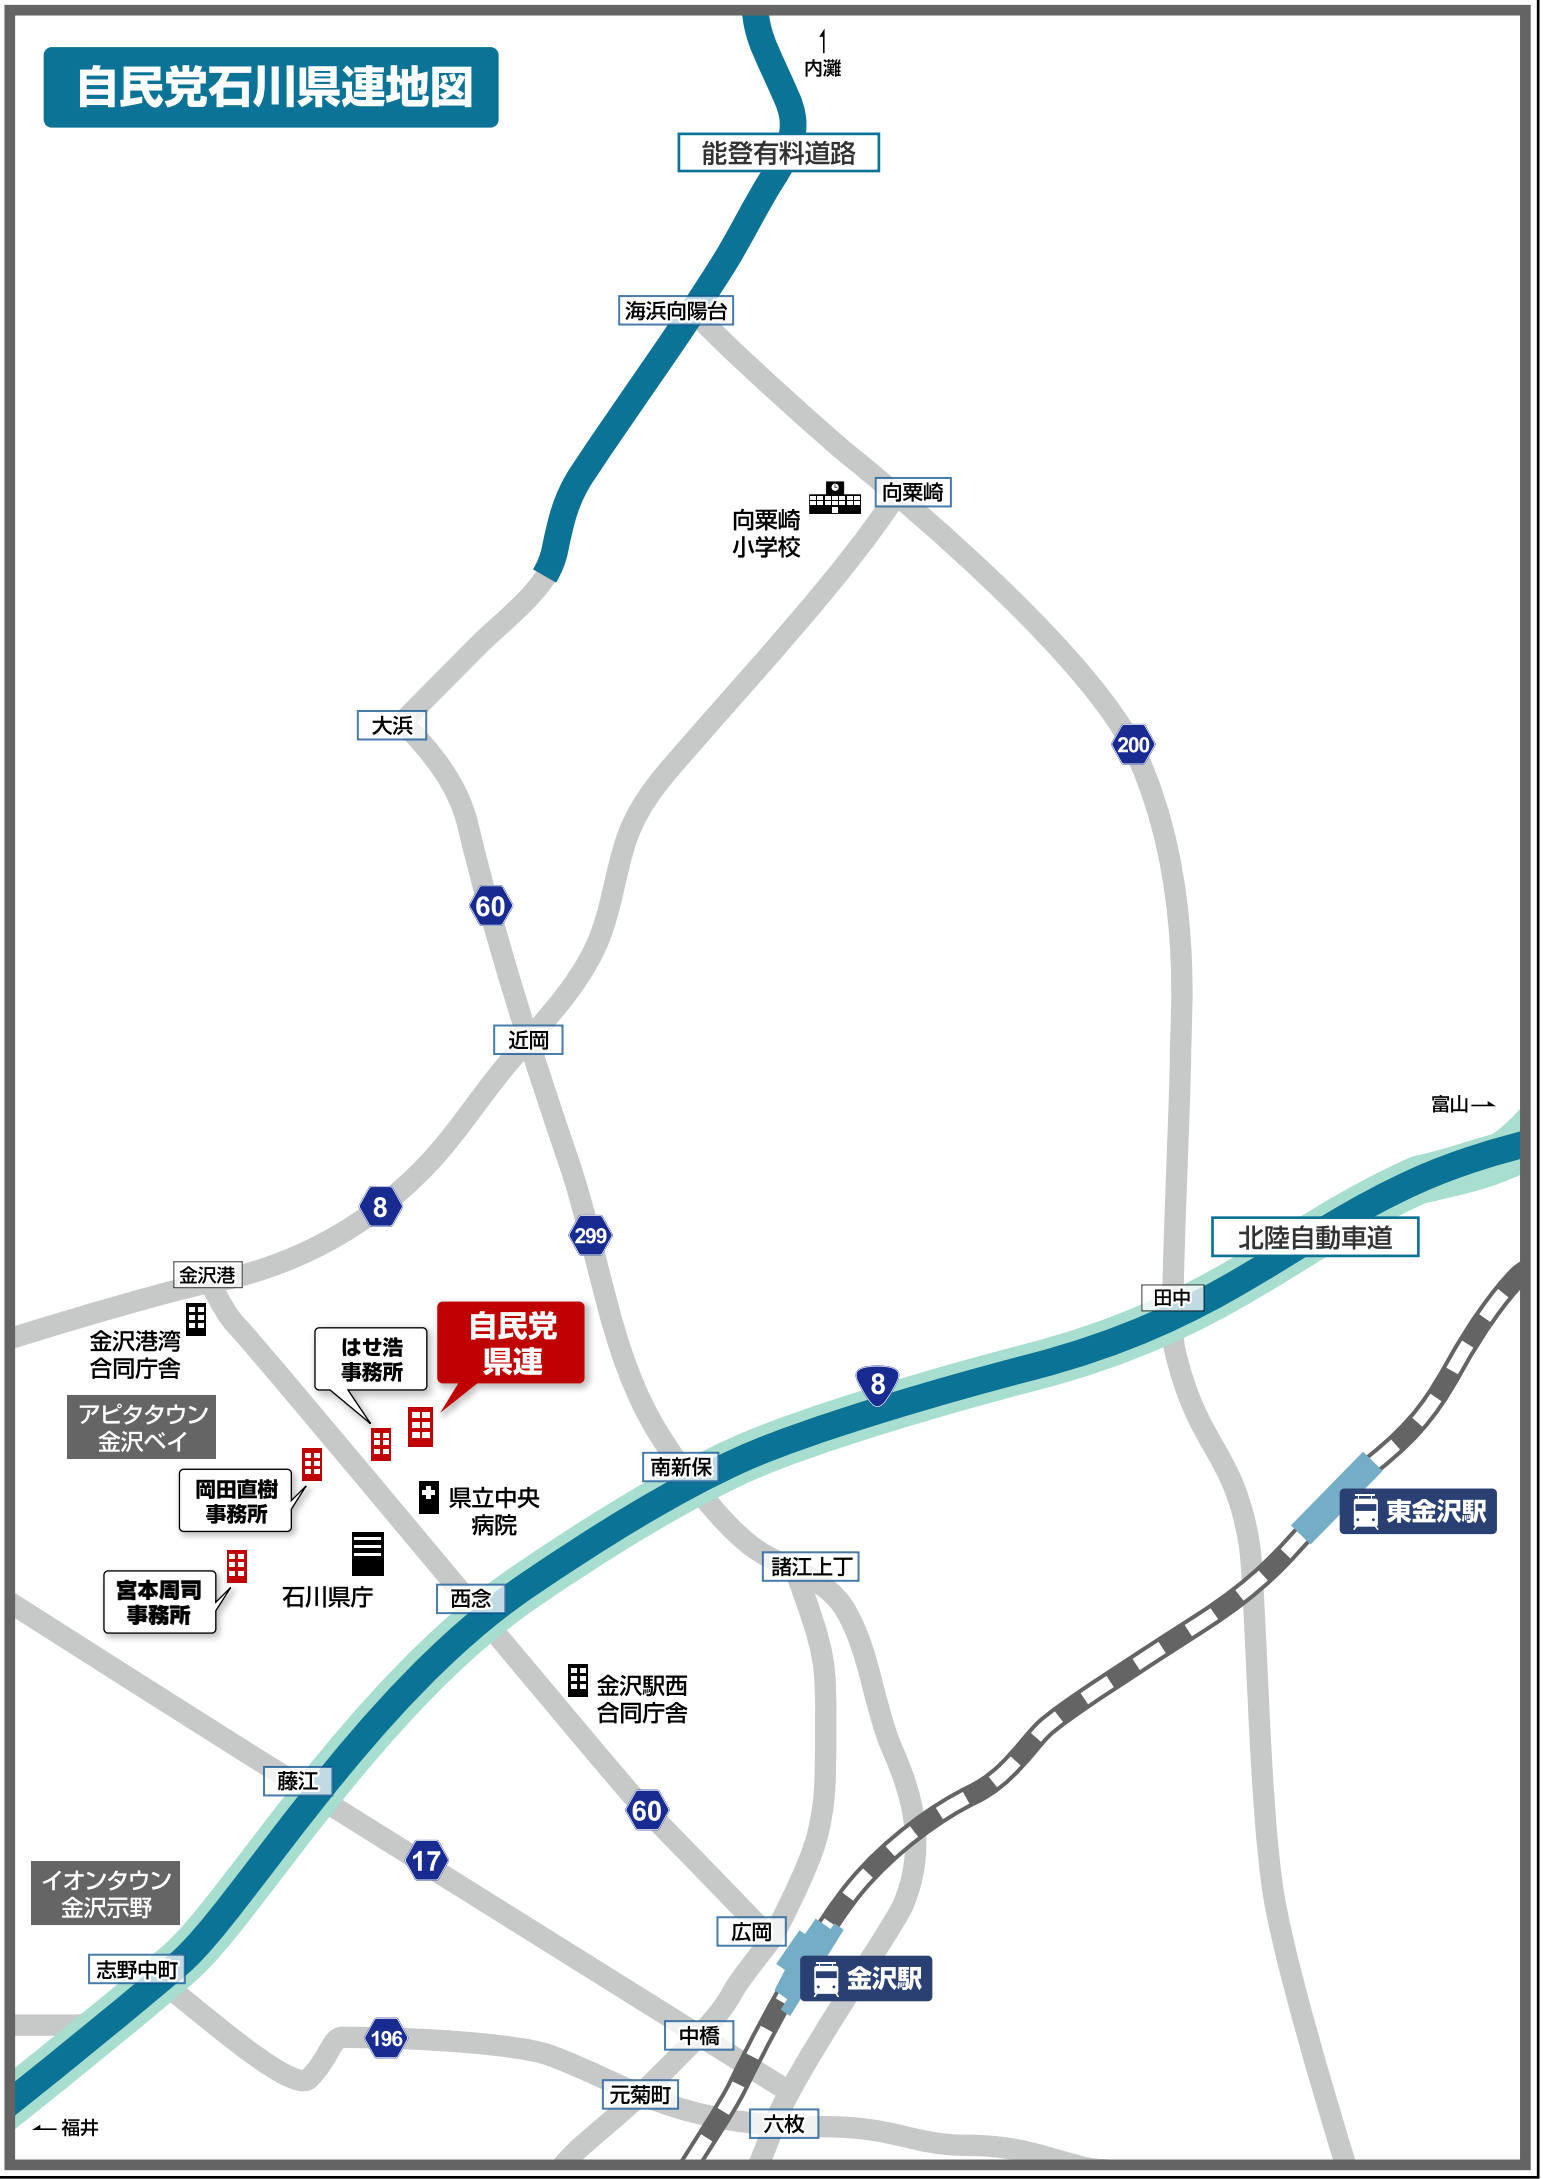 自民党石川県連地図
内灘
能登有料道路
海浜向陽台
向粟崎
向粟崎
小学校
大浜
200
60
近岡
富山
8
299
北陸自動車道
金沢港
田中
金沢港湾
合同庁舎
はせ浩
事務所
自民党
県連
8
アピタタウン
金沢ベイ
南新保
岡田直樹
事務所
県立中央
病院
東金沢駅
諸江上丁
宮本周司
事務所
石川県庁
西念
金沢駅西
合同庁舎
藤江
60
17
イオンタウン
金沢示野
広岡
志野中町
金沢駅
196
中橋
元菊町
六枚
福井